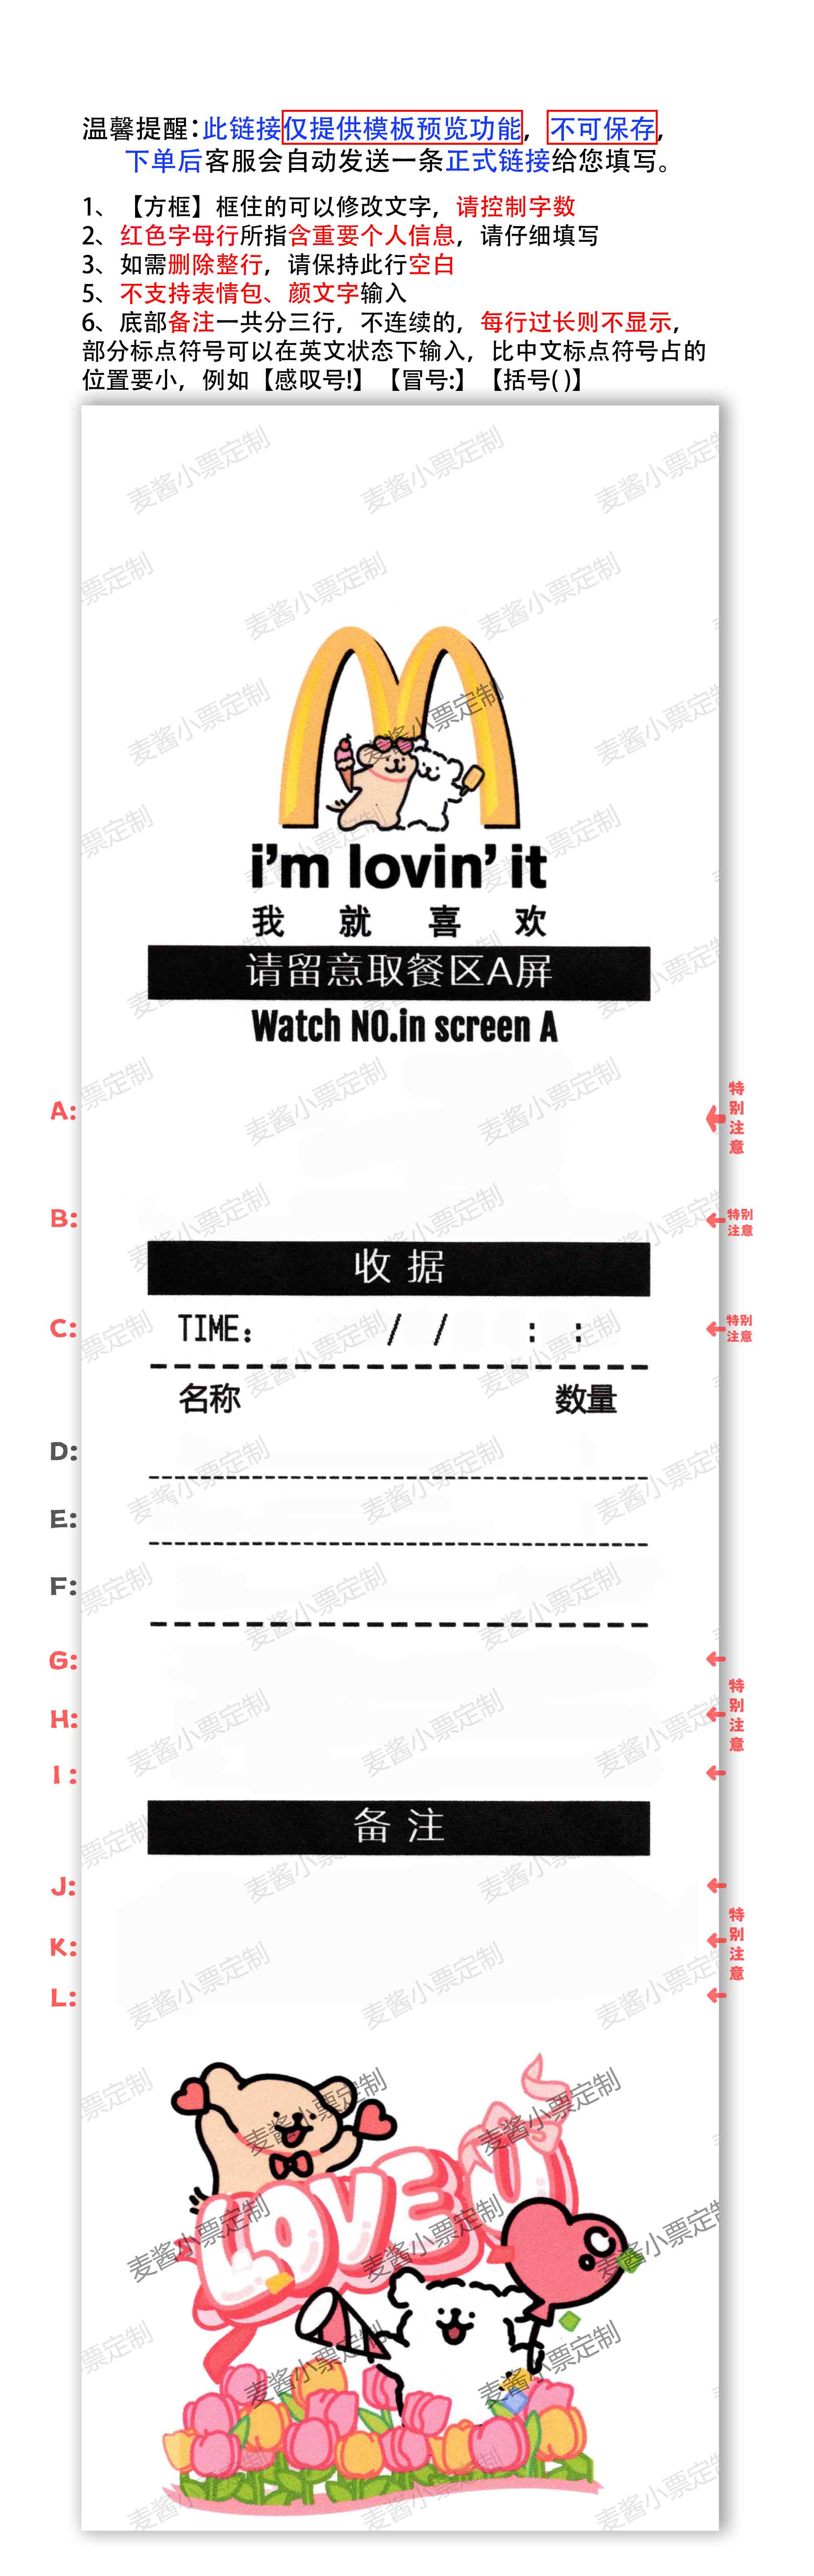 温馨提醒:此链接仅提供模板预览功能，不可保存，
下单后客服会自动发送一条正式链接给您填写。
1、【方框】框住的可以修改文字，请控制字数
2、红色字母行所指含重要个人信息，请仔细填写
3、如需删除整行，请保持此行空白
5、不支持表情包、颜文字输入
6、底部备注一共分三行，不连续的，每行过长则不显示，
部分标点符号可以在英文状态下输入，比中文标点符号占的
位置要小，例如【感叹号!】【冒号:】【括号( )】
麦酱小票定制
i'm lovin' it
我就喜欢
请留意取餐区A屏
Watch NO.in screen A
A:
特别注意
B:
特别注意
收据
C:
TIME: / / : :
特别注意
名称 数量
D:
E:
F:
G:
H:
特别注意
I:
备注
J:
K:
特别注意
L:
LOVE U